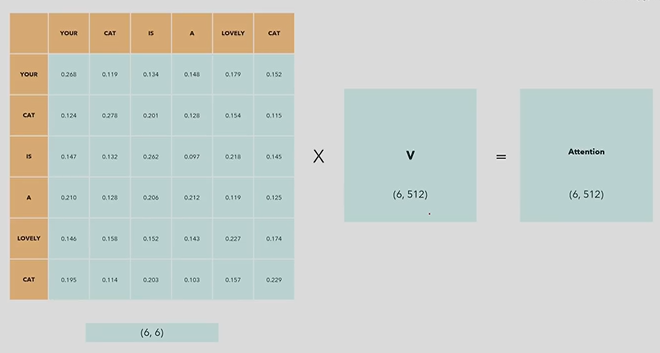 YOUR CAT IS A LOVELY CAT
YOUR 0.268 0.119 0.134 0.148 0.179 0.152
CAT 0.124 0.278 0.201 0.128 0.154 0.115
IS 0.147 0.132 0.262 0.097 0.218 0.145
A 0.210 0.128 0.206 0.212 0.119 0.125
LOVELY 0.146 0.158 0.152 0.143 0.227 0.174
CAT 0.195 0.114 0.203 0.103 0.157 0.229
(6, 6)
X
V
(6, 512)
=
Attention
(6, 512)